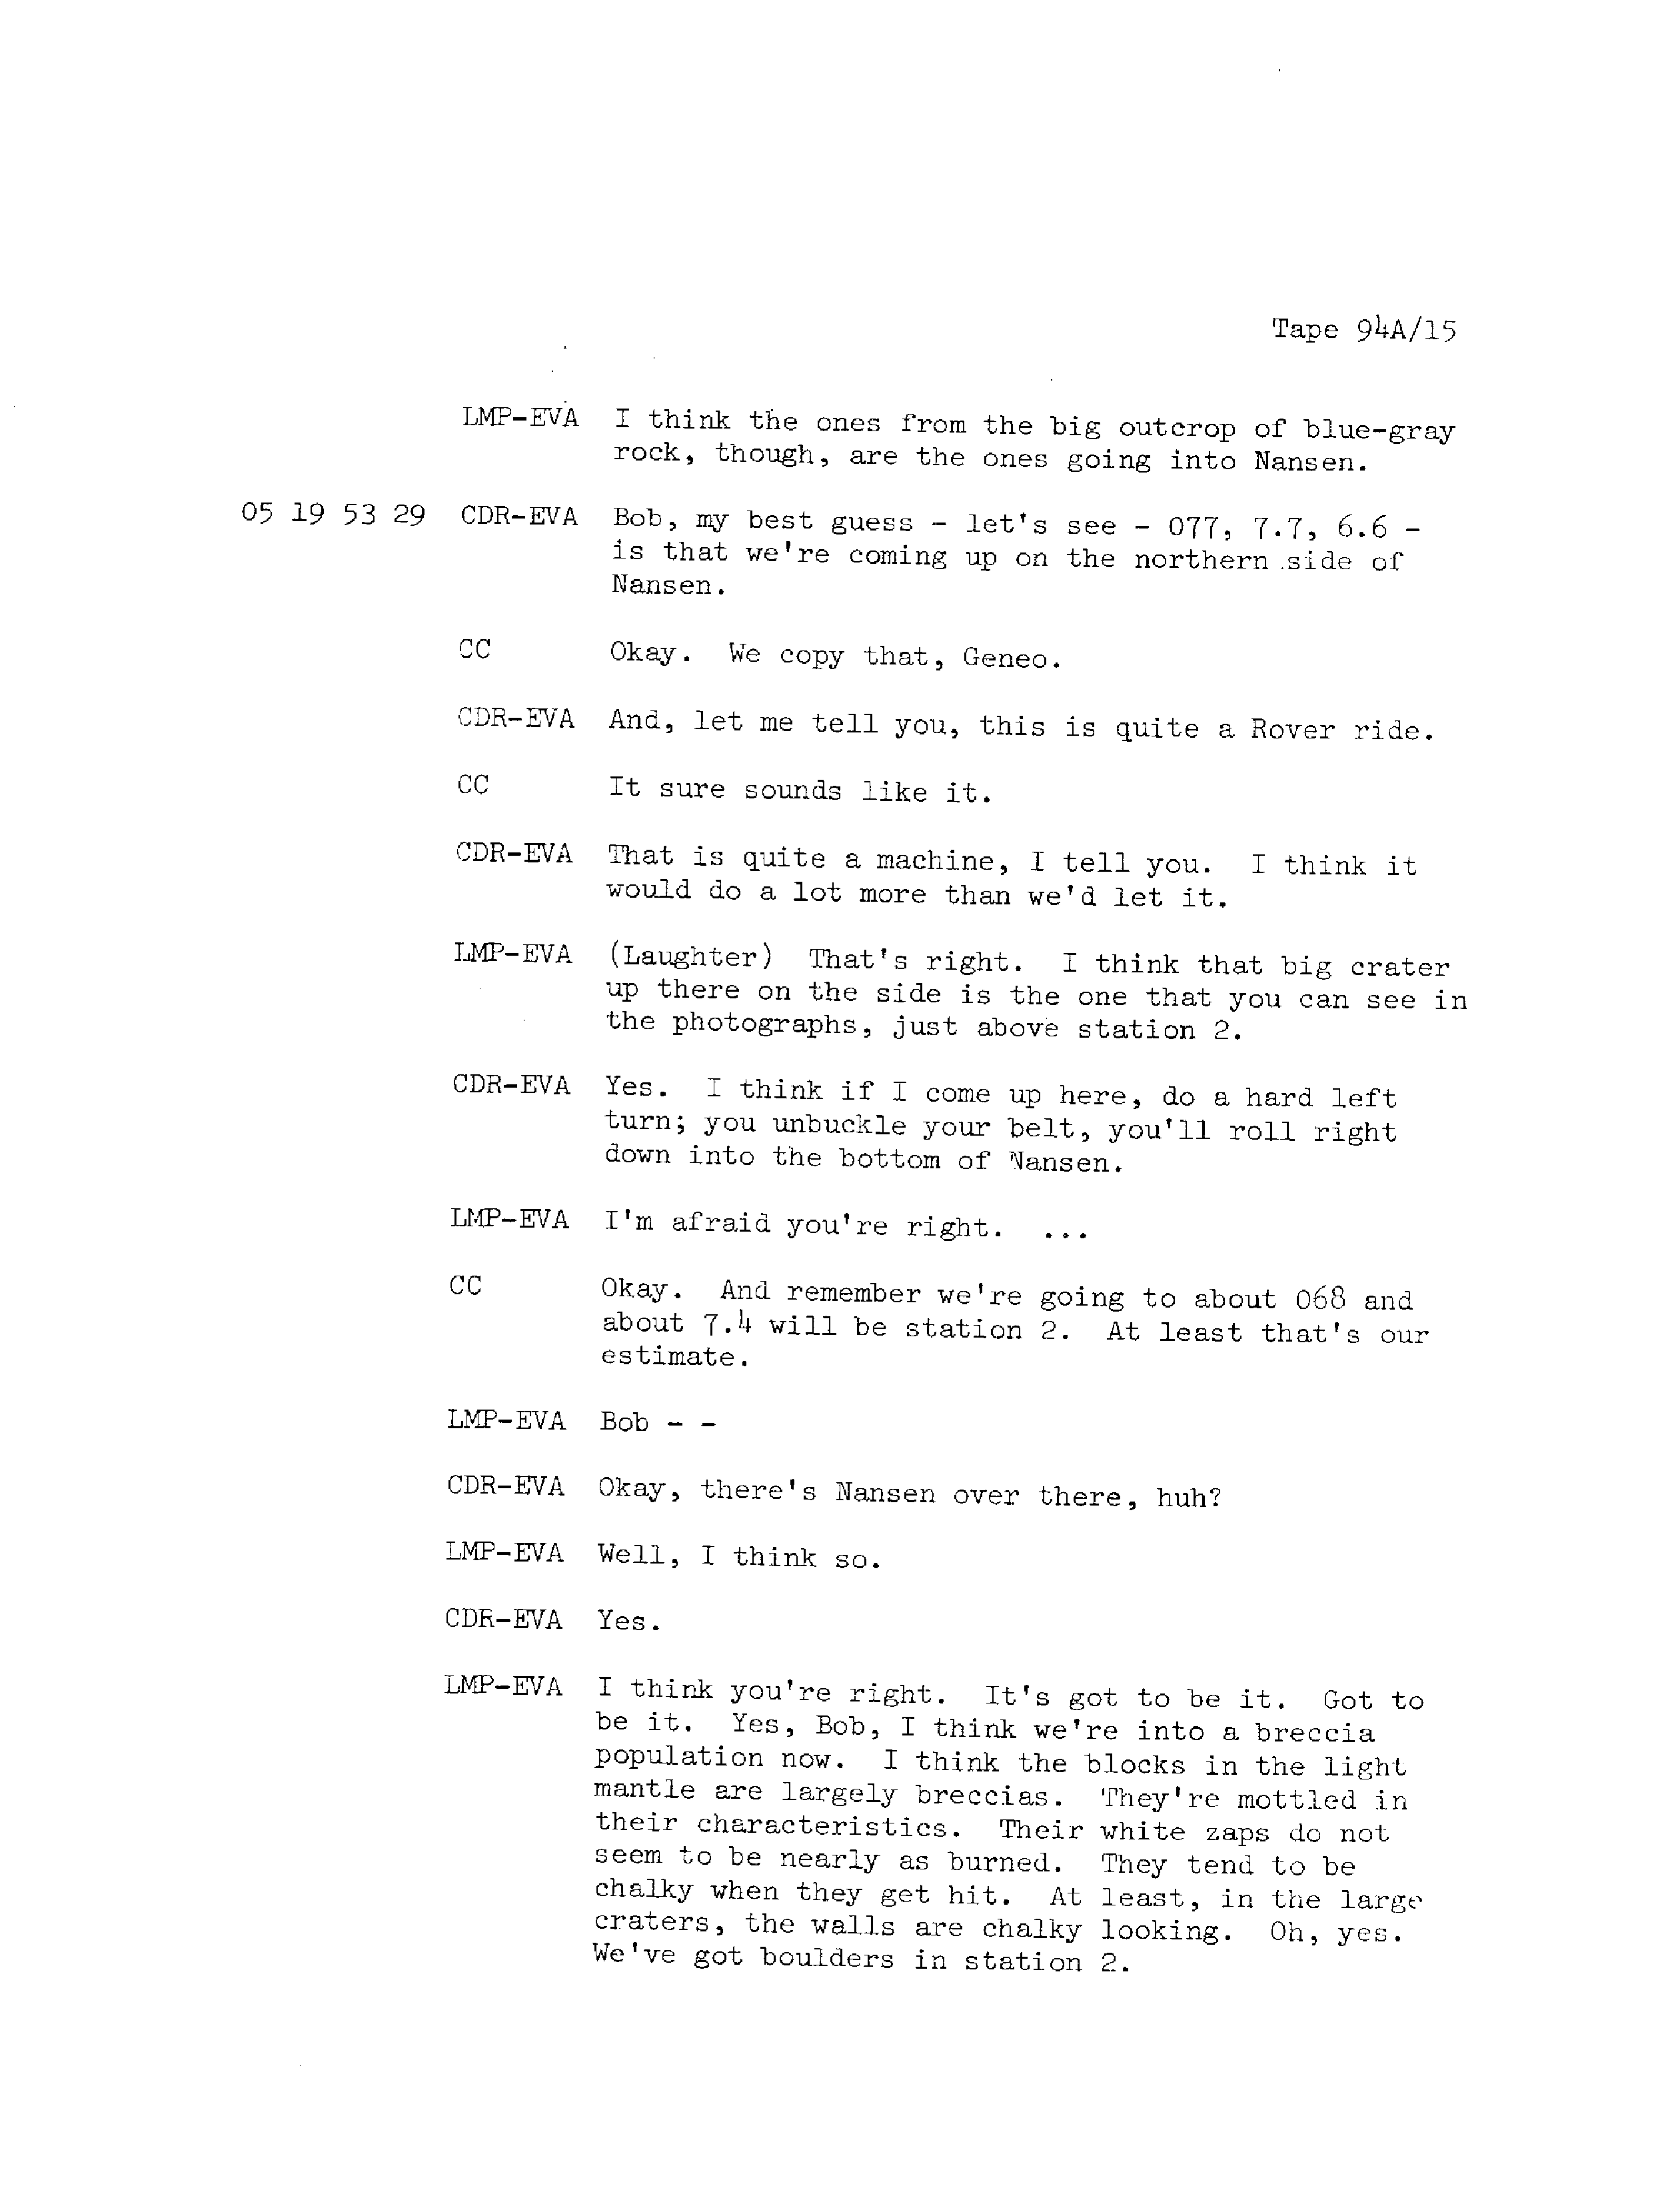 Tape 94A/15
LMP-EVA I think the ones from the big outcrop of blue-gray
rock, though, are the ones going into Nansen.
05 19 53 29 CDR-EVA Bob, my best guess - let's see - 077, 7.7, 6.6 -
is that we're coming up on the northern side of
Nansen.
CC Okay. We copy that, Geneo.
CDR-EVA And, let me tell you, this is quite a Rover ride.
CC It sure sounds like it.
CDR-EVA That is quite a machine, I tell you. I think it
would do a lot more than we'd let it.
LMP-EVA (Laughter) That's right. I think that big crater
up there on the side is the one that you can see in
the photographs, just above station 2.
CDR-EVA Yes. I think if I come up here, do a hard left
turn; you unbuckle your belt, you'll roll right
down into the bottom of Nansen.
LMP-EVA I'm afraid you're right. ...
CC Okay. And remember we're going to about 068 and
about 7.4 will be station 2. At least that's our
estimate.
LMP-EVA Bob - -
CDR-EVA Okay, there's Nansen over there, huh?
LMP-EVA Well, I think so.
CDR-EVA Yes.
LMP-EVA I think you're right. It's got to be it. Got to
be it. Yes, Bob, I think we're into a breccia
population now. I think the blocks in the light
mantle are largely breccias. They're mottled in
their characteristics. Their white zaps do not
seem to be nearly as burned. They tend to be
chalky when they get hit. At least, in the large
craters, the walls are chalky looking. Oh, yes.
We've got boulders in station 2.